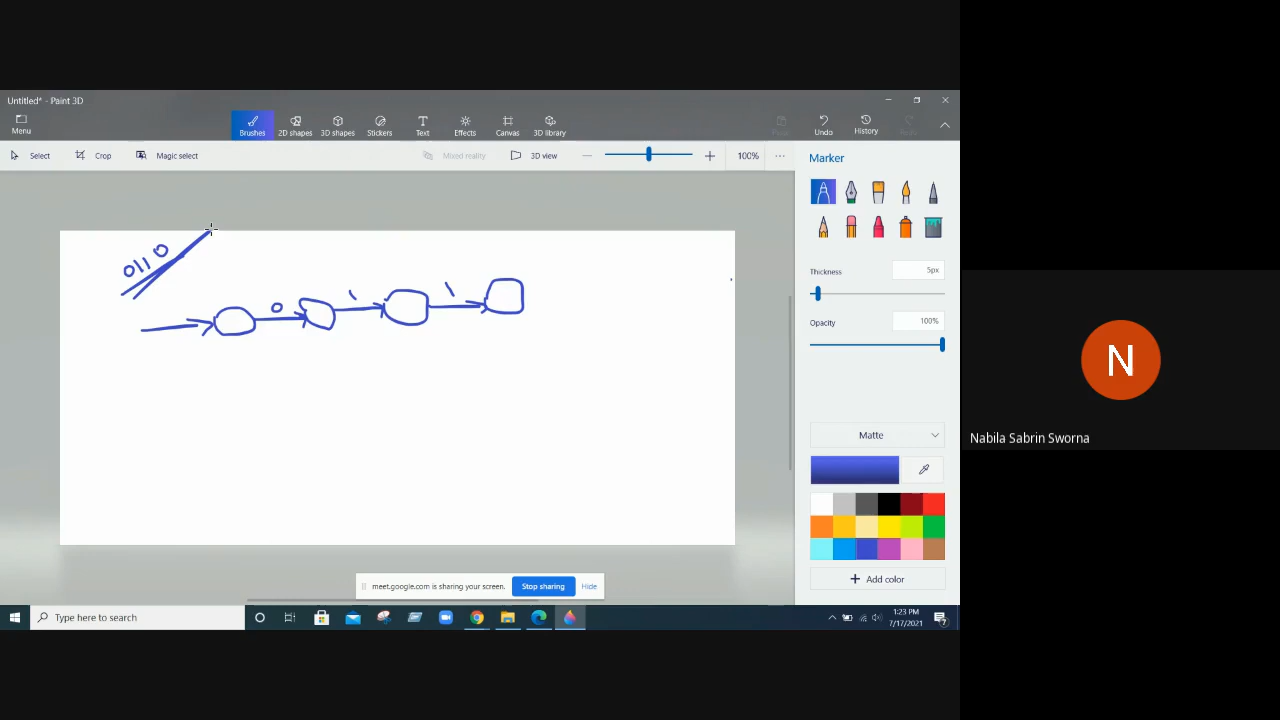 Untitled* - Paint 3D
Menu
Brushes
2D shapes
3D shapes
Stickers
Text
Effects
Canvas
3D library
Paste
Undo
History
Redo
Select
Crop
Magic select
Mixed reality
3D view
100%
Marker
Thickness
5px
Opacity
100%
Matte
Add color
0110
0
1
1
meet.google.com is sharing your screen.
Stop sharing
Hide
Type here to search
1:23 PM
7/17/2021
N
Nabila Sabrin Sworna